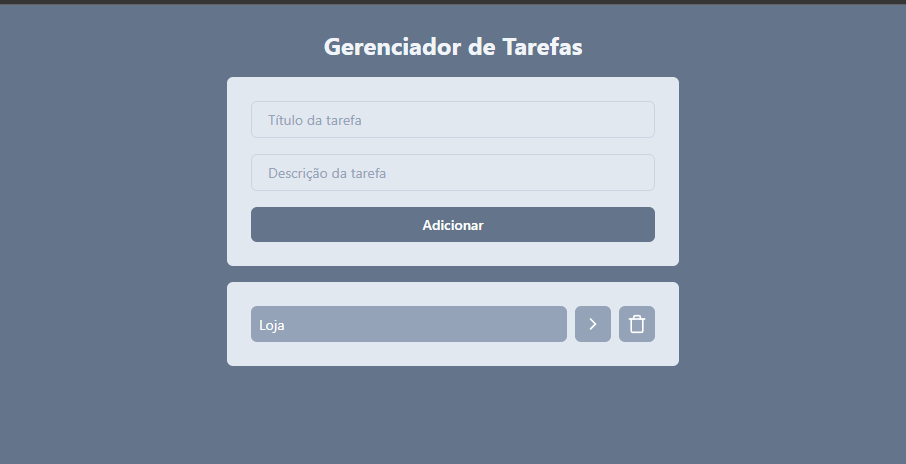 Gerenciador de Tarefas
Título da tarefa
Descrição da tarefa
Adicionar
Loja